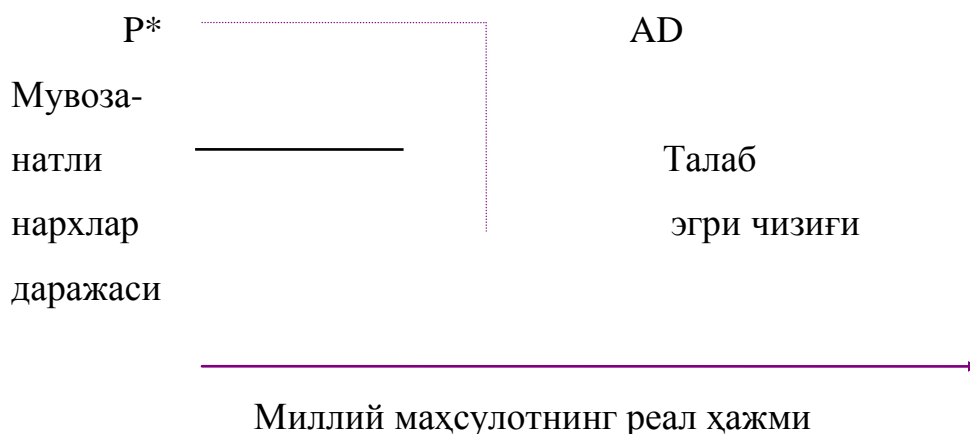 P* AD
Мувоза-
натли Талаб
нархлар эгри чизиғи
даражаси
Миллий маҳсулотнинг реал ҳажми